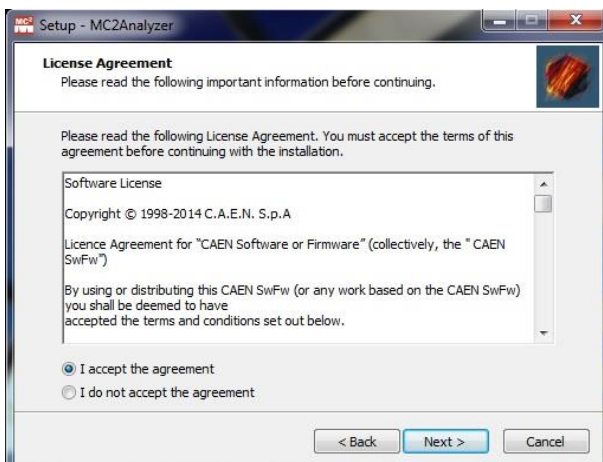 MC²
Setup - MC2Analyzer
License Agreement
Please read the following important information before continuing.
Please read the following License Agreement. You must accept the terms of this
agreement before continuing with the installation.
Software License
Copyright © 1998-2014 C.A.E.N. S.p.A
Licence Agreement for "CAEN Software or Firmware" (collectively, the " CAEN
SwFw")
By using or distributing this CAEN SwFw (or any work based on the CAEN SwFw)
you shall be deemed to have
accepted the terms and conditions set out below.
I accept the agreement
I do not accept the agreement
< Back Next > Cancel